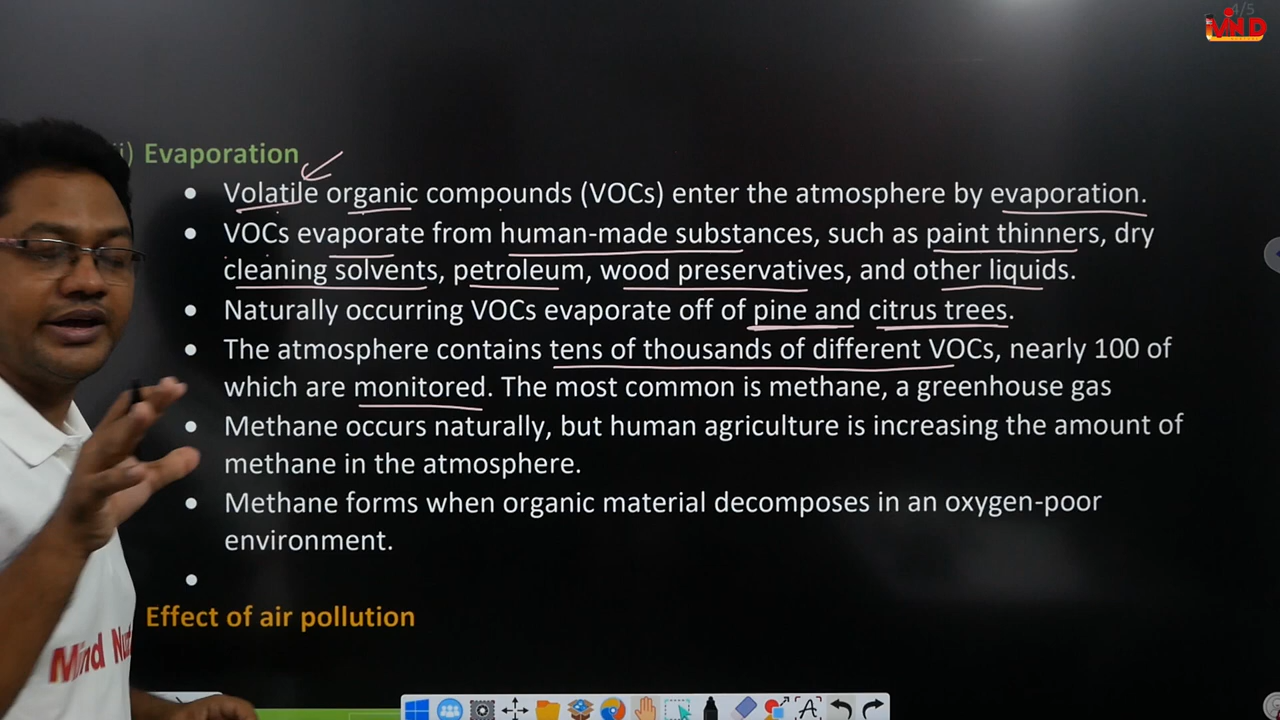 4/5
MIND
i) Evaporation
• Volatile organic compounds (VOCs) enter the atmosphere by evaporation.
• VOCs evaporate from human-made substances, such as paint thinners, dry
cleaning solvents, petroleum, wood preservatives, and other liquids.
• Naturally occurring VOCs evaporate off of pine and citrus trees.
• The atmosphere contains tens of thousands of different VOCs, nearly 100 of
which are monitored. The most common is methane, a greenhouse gas
• Methane occurs naturally, but human agriculture is increasing the amount of
methane in the atmosphere.
• Methane forms when organic material decomposes in an oxygen-poor
environment.
•
Effect of air pollution
Mind